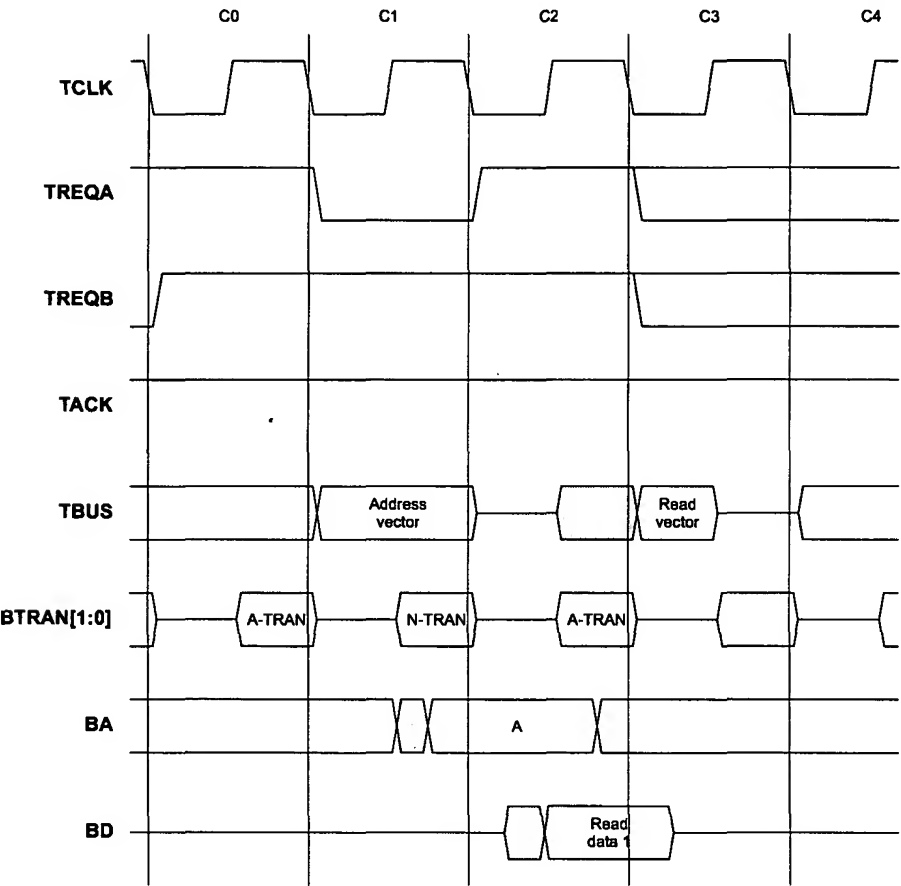 C0 C1 C2 C3 C4
TCLK
TREQA
TREQB
TACK
TBUS
Address
vector
Read
vector
BTRAN[1:0]
A-TRAN N-TRAN A-TRAN
BA
A
BD
Read
data 1